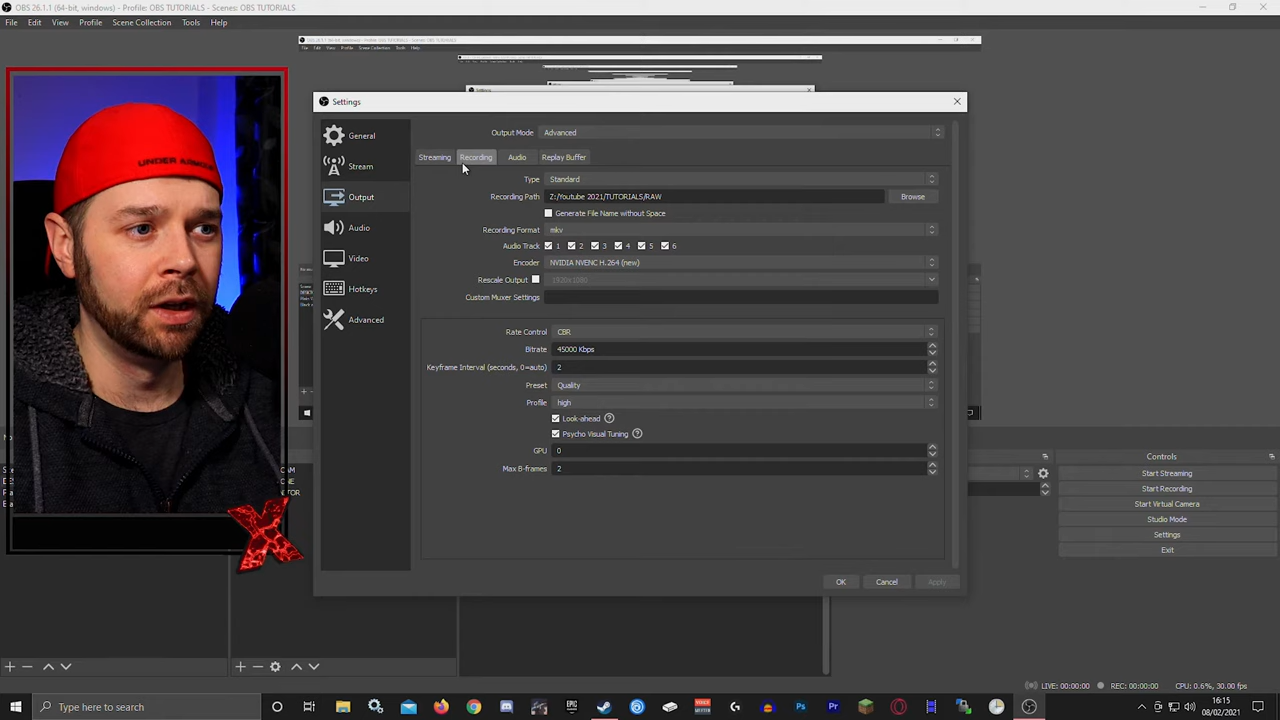 OBS 26.1.1 (64-bit, windows) - Profile: OBS TUTORIALS - Scenes: OBS TUTORIALS
File Edit View Profile Scene Collection Tools Help
Settings
UNDER ARMOUR
General
Stream
Output
Audio
Video
Hotkeys
Advanced
Output Mode Advanced
Streaming Recording Audio Replay Buffer
Type Standard
Recording Path Z:/Youtube 2021/TUTORIALS/RAW Browse
Generate File Name without Space
Recording Format mkv
Audio Track 1 2 3 4 5 6
Encoder NVIDIA NVENC H.264 (new)
Rescale Output 1920x1080
Custom Muxer Settings
Rate Control CBR
Bitrate 45000 Kbps
Keyframe Interval (seconds, 0=auto) 2
Preset Quality
Profile high
Look-ahead
Psycho Visual Tuning
GPU 0
Max B-frames 2
OK Cancel Apply
Controls
Start Streaming
Start Recording
Start Virtual Camera
Studio Mode
Settings
Exit
LIVE: 00:00:00 REC: 00:00:00 CPU: 0.6%, 30.00 fps
Type here to search
16:15
08/02/2021